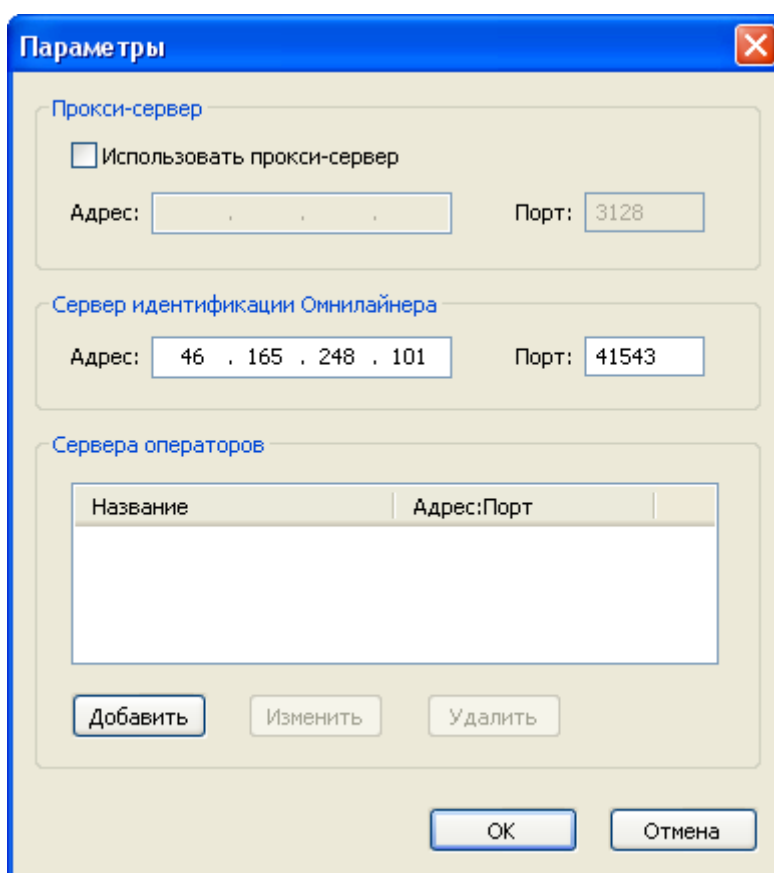 Параметры
Прокси-сервер
Использовать прокси-сервер
Адрес: . . . Порт: 3128
Сервер идентификации Омнилайнера
Адрес: 46 . 165 . 248 . 101 Порт: 41543
Сервера операторов
Название Адрес:Порт
Добавить Изменить Удалить
OK Отмена